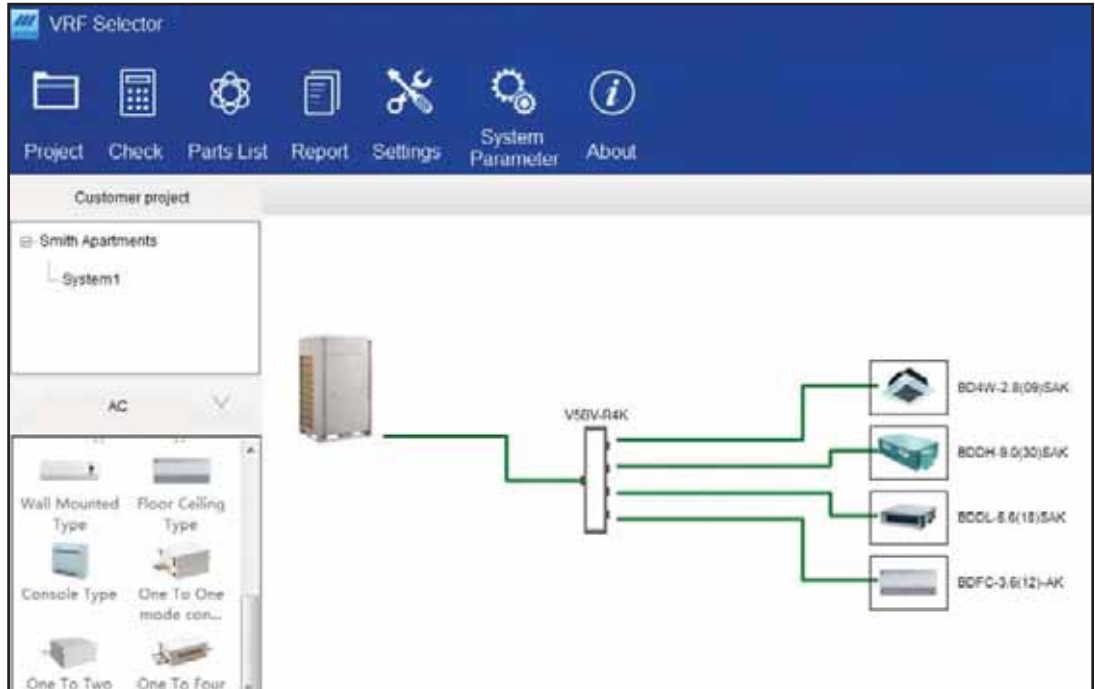 VRF Selector
Project
Check
Parts List
Report
Settings
System
Parameter
About
Customer project
Smith Apartments
System1
AC
Wall Mounted
Type
Floor Ceiling
Type
Console Type
One To One
mode con...
One To Two
One To Four
V5BV-R4K
BD4W-2.8(09)SAK
BDDH-9.0(30)SAK
BDDL-5.6(18)SAK
BDFC-3.6(12)-AK